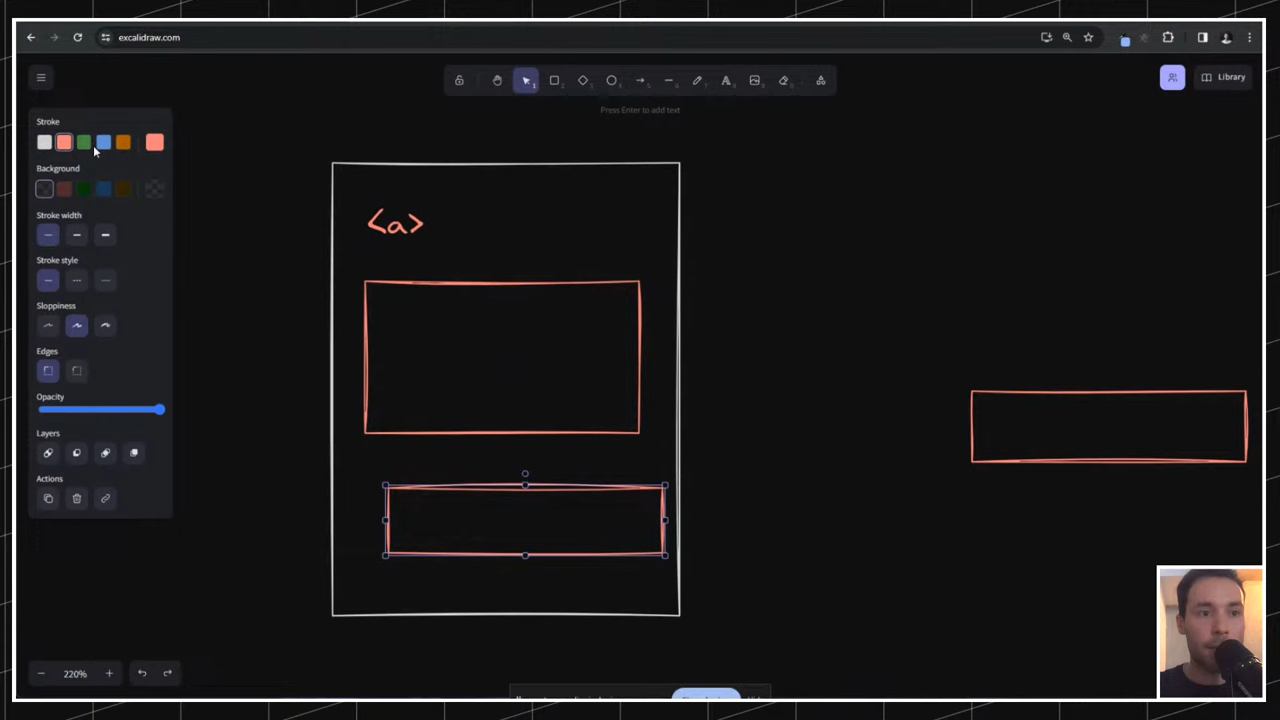 excalidraw.com
Library
Press Enter to add text
Stroke
Background
Stroke width
Stroke style
Sloppiness
Edges
Opacity
Layers
Actions
<a>
220%